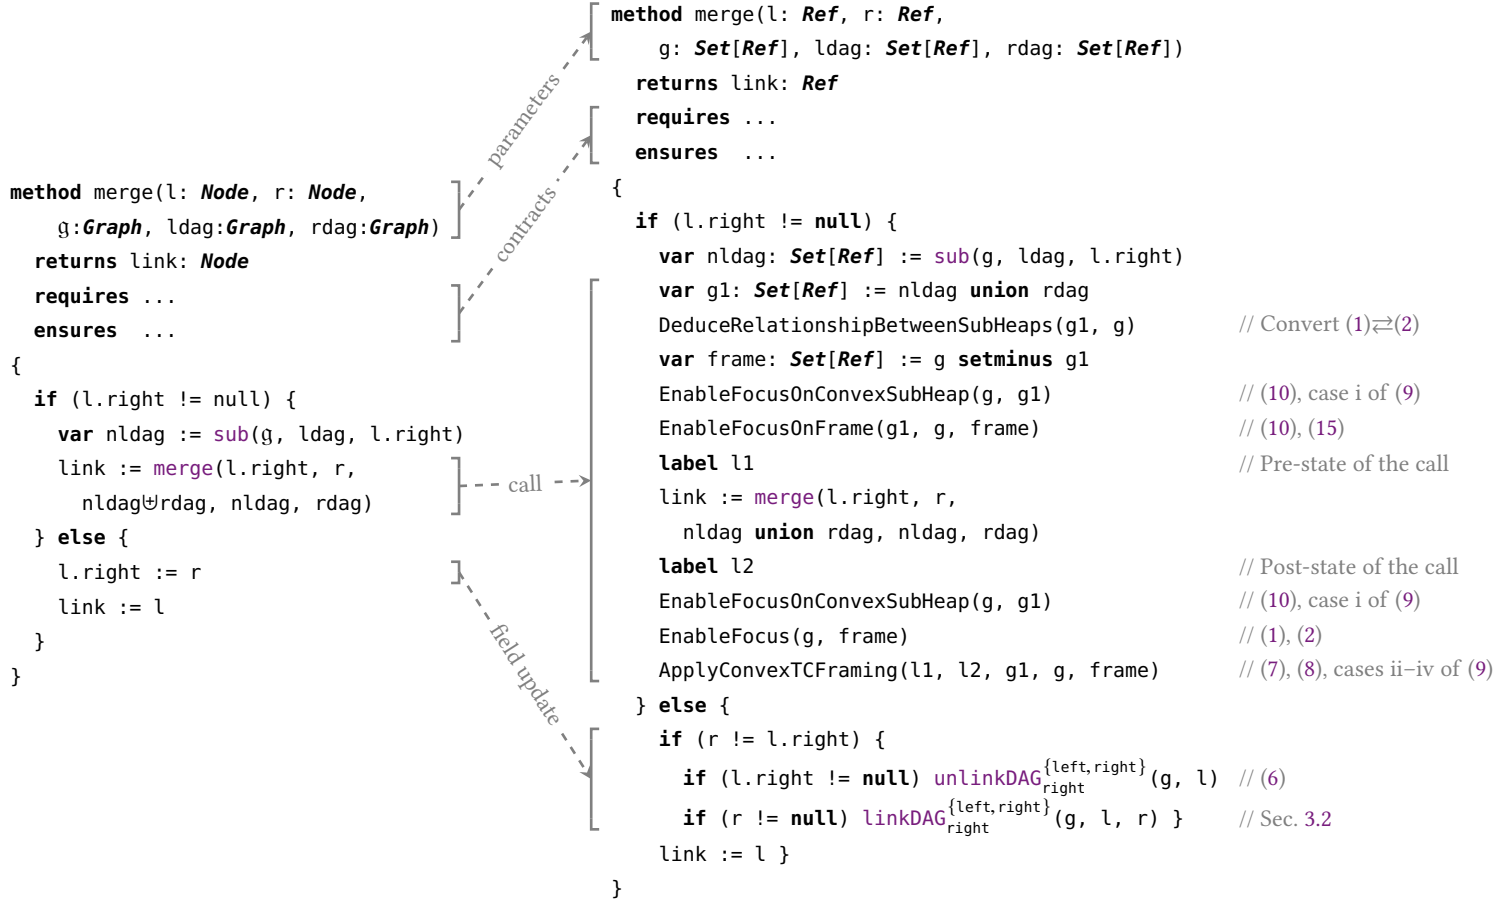 method merge(l: Node, r: Node,
g:Graph, ldag:Graph, rdag:Graph)
returns link: Node
requires ...
ensures ...
{
if (l.right != null) {
var nldag := sub(g, ldag, l.right)
link := merge(l.right, r,
nldag⊎rdag, nldag, rdag)
} else {
l.right := r
link := l
}
}
parameters
contracts
call
field update
method merge(l: Ref, r: Ref,
g: Set[Ref], ldag: Set[Ref], rdag: Set[Ref])
returns link: Ref
requires ...
ensures ...
{
if (l.right != null) {
var nldag: Set[Ref] := sub(g, ldag, l.right)
var g1: Set[Ref] := nldag union rdag
DeduceRelationshipBetweenSubHeaps(g1, g) // Convert (1)⇄(2)
var frame: Set[Ref] := g setminus g1
EnableFocusOnConvexSubHeap(g, g1) // (10), case i of (9)
EnableFocusOnFrame(g1, g, frame) // (10), (15)
label l1 // Pre-state of the call
link := merge(l.right, r,
nldag union rdag, nldag, rdag)
label l2 // Post-state of the call
EnableFocusOnConvexSubHeap(g, g1) // (10), case i of (9)
EnableFocus(g, frame) // (1), (2)
ApplyConvexTCFraming(l1, l2, g1, g, frame) // (7), (8), cases ii–iv of (9)
} else {
if (r != l.right) {
if (l.right != null) unlinkDAG^{left,right}_right(g, l) // (6)
if (r != null) linkDAG^{left,right}_right(g, l, r) } // Sec. 3.2
link := l }
}